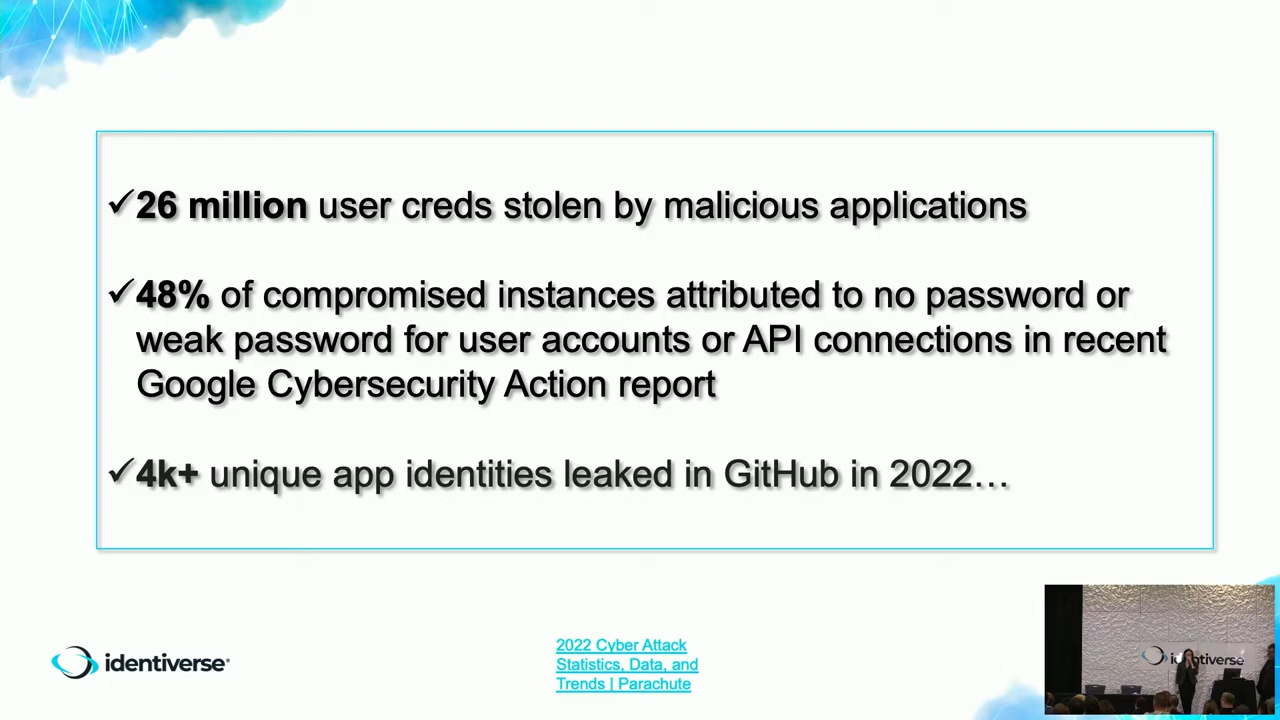 ✓26 million user creds stolen by malicious applications
✓48% of compromised instances attributed to no password or
weak password for user accounts or API connections in recent
Google Cybersecurity Action report
✓4k+ unique app identities leaked in GitHub in 2022…
identiverse®
2022 Cyber Attack
Statistics, Data, and
Trends | Parachute
identiverse